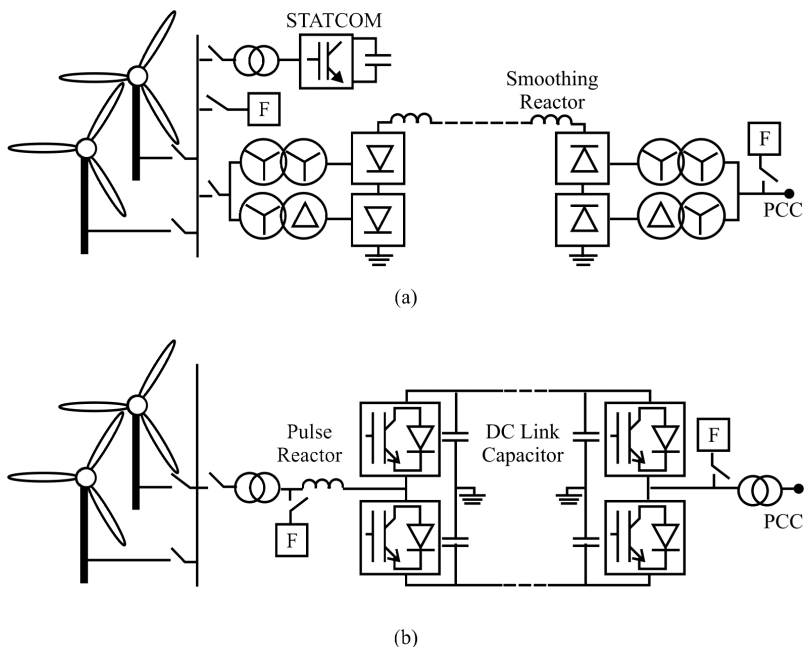 STATCOM
Smoothing
Reactor
F
F
PCC
(a)
Pulse
Reactor
DC Link
Capacitor
F
F
PCC
(b)